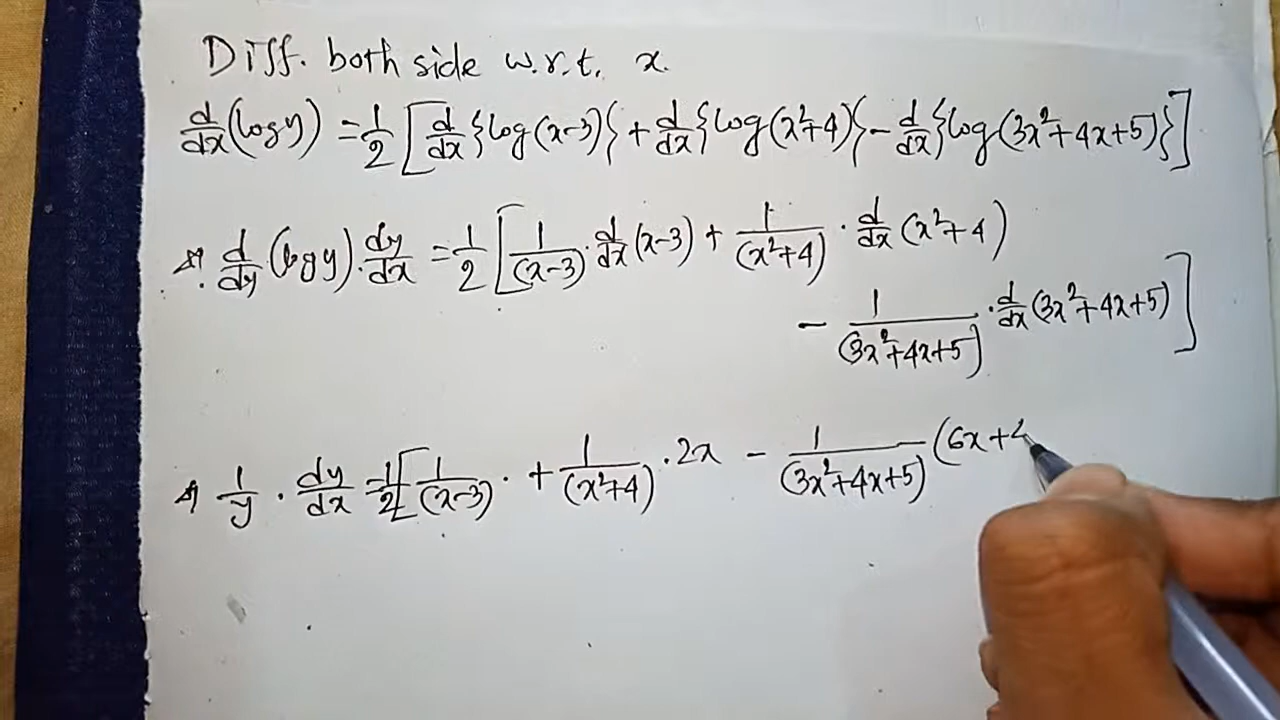 Diff. both side w.r.t. x.
d/dx(log y) = 1/2 [d/dx{log(x-3)} + d/dx{log(x²+4)} - d/dx{log(3x²+4x+5)}]
⇒ d/dy(log y).dy/dx = 1/2 [1/(x-3) · d/dx(x-3) + 1/(x²+4) · d/dx(x²+4)
- 1/(3x²+4x+5) · d/dx(3x²+4x+5)]
⇒ 1/y · dy/dx = 1/2 [1/(x-3) · + 1/(x²+4) · 2x - 1/(3x²+4x+5) (6x+4